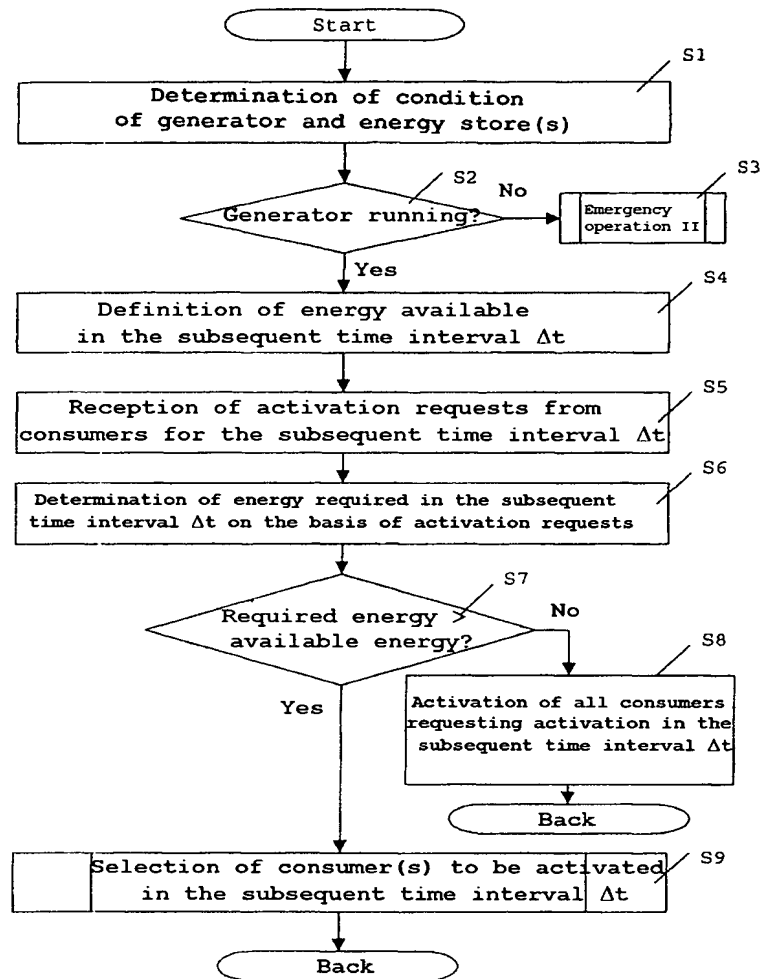 Start
S1
Determination of condition
of generator and energy store(s)
S2
Generator running?
No
S3
Emergency
operation II
Yes
S4
Definition of energy available
in the subsequent time interval Δt
S5
Reception of activation requests from
consumers for the subsequent time interval Δt
S6
Determination of energy required in the subsequent
time interval Δt on the basis of activation requests
S7
Required energy >
available energy?
No
S8
Activation of all consumers
requesting activation in the
subsequent time interval Δt
Yes
Back
S9
Selection of consumer(s) to be activated
in the subsequent time interval Δt
Back